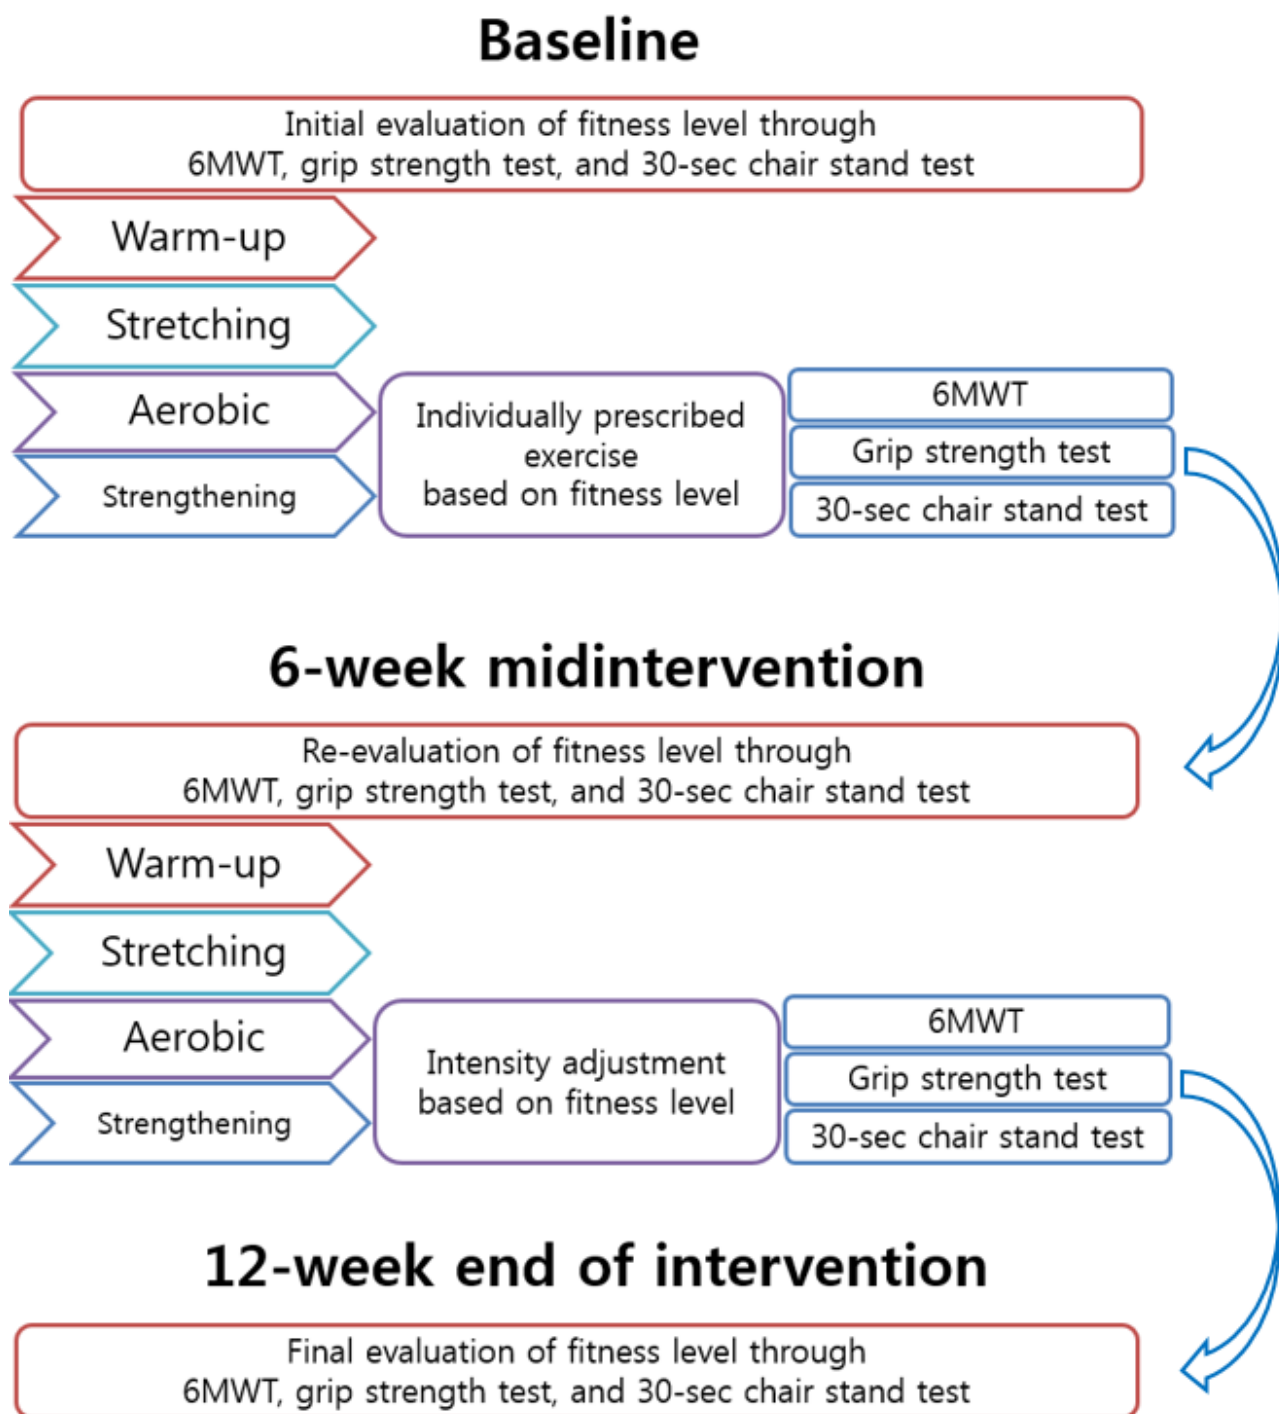 Baseline
Initial evaluation of fitness level through
6MWT, grip strength test, and 30-sec chair stand test
Warm-up
Stretching
Aerobic
Strengthening
Individually prescribed
exercise
based on fitness level
6MWT
Grip strength test
30-sec chair stand test
6-week midintervention
Re-evaluation of fitness level through
6MWT, grip strength test, and 30-sec chair stand test
Warm-up
Stretching
Aerobic
Strengthening
Intensity adjustment
based on fitness level
6MWT
Grip strength test
30-sec chair stand test
12-week end of intervention
Final evaluation of fitness level through
6MWT, grip strength test, and 30-sec chair stand test